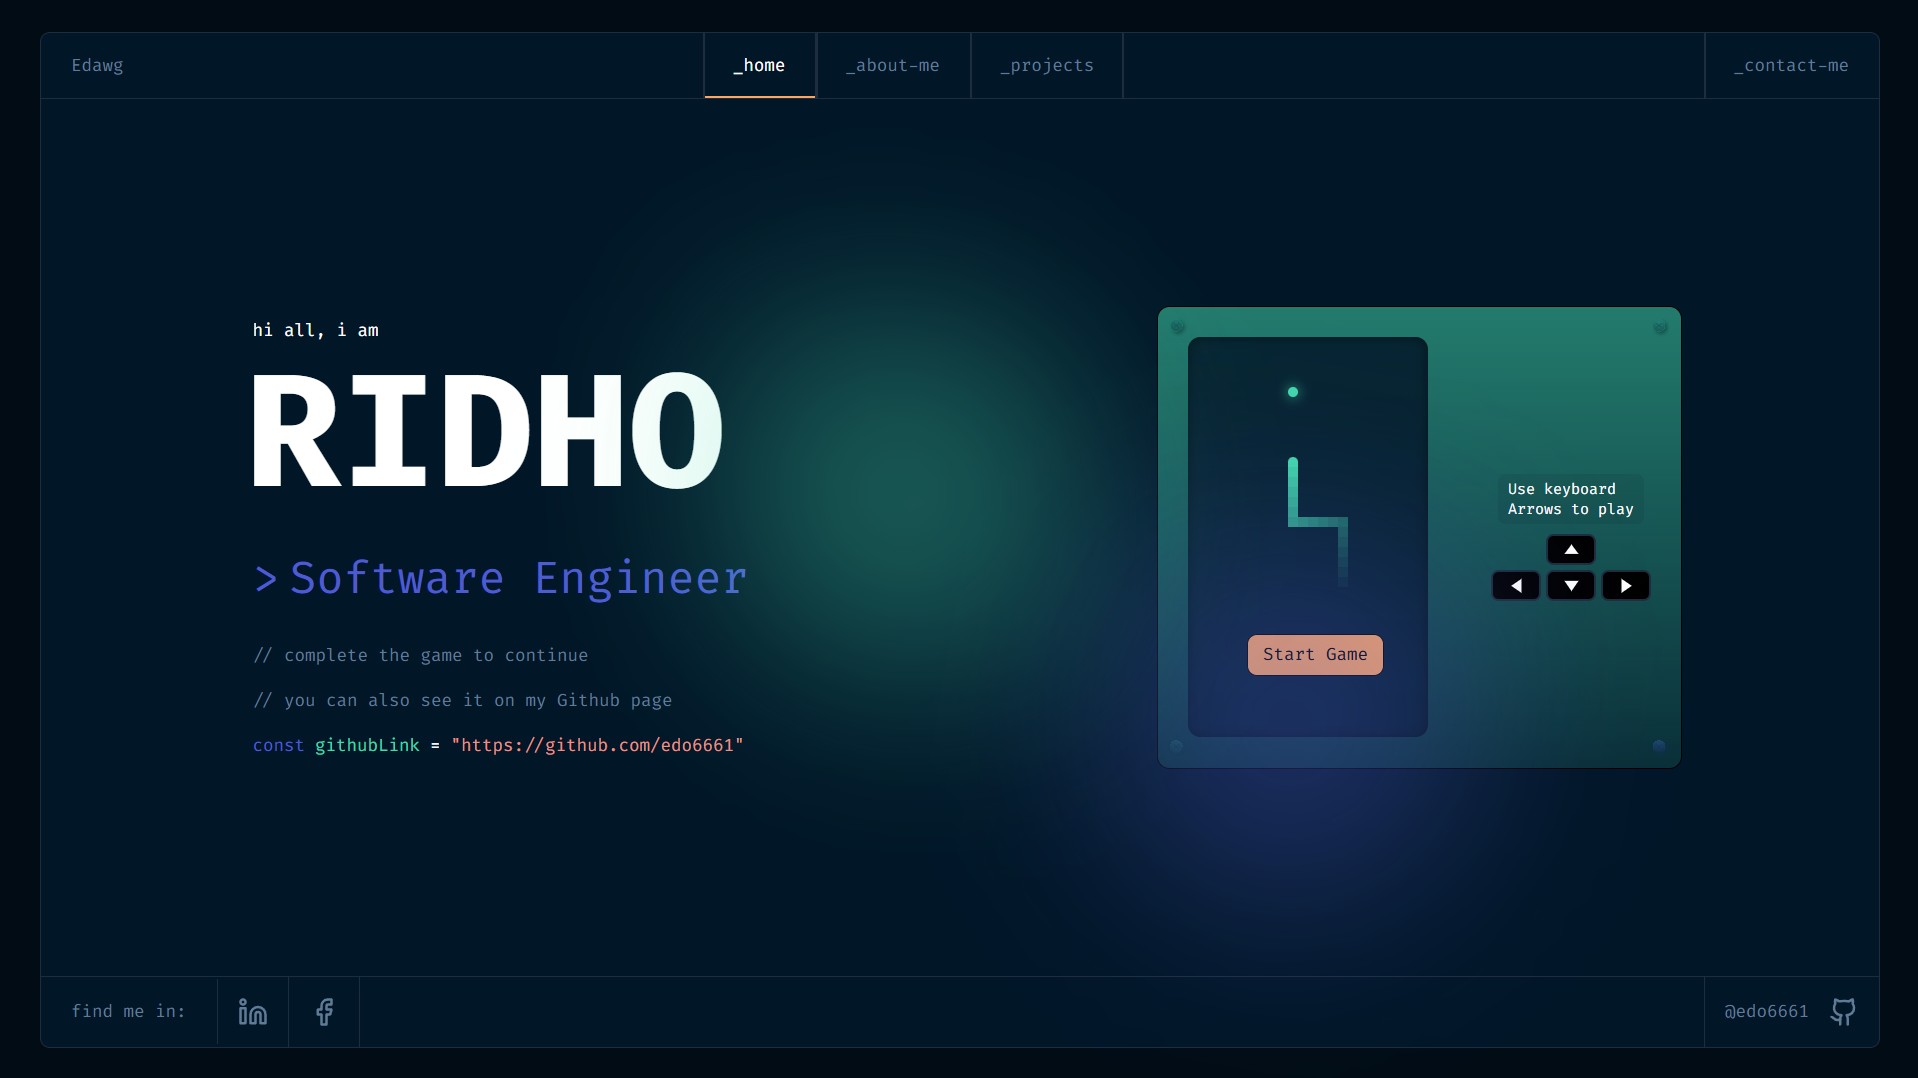 Edawg
_home
_about-me
_projects
_contact-me
hi all, i am
RIDHO
> Software Engineer
// complete the game to continue
// you can also see it on my Github page
const githubLink = "https://github.com/edo6661"
Use keyboard
Arrows to play
Start Game
find me in:
@edo6661